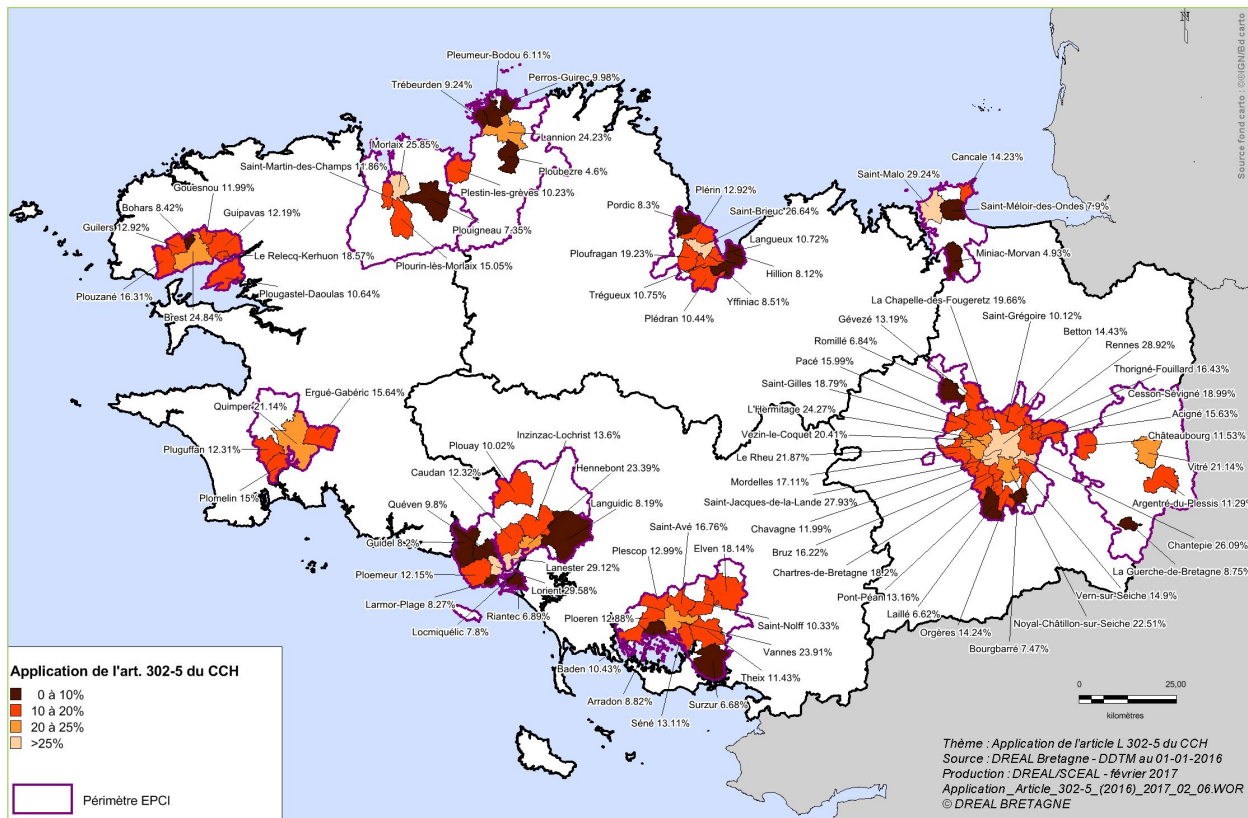 N
Source fond carto : ©®IGN/Bd carto
Pleumeur-Bodou 6.11%
Perros-Guirec 9.98%
Trébeurden 9.24%
Lannion 24.23%
Morlaix 25.85%
Saint-Martin-des-Champs 11.86%
Ploubezre 4.6%
Plestin-les-grèves 10.23%
Gouesnou 11.99%
Bohars 8.42%
Guipavas 12.19%
Guilers 12.92%
Plouigneau 7.35%
Le Relecq-Kerhuon 18.57%
Plourin-lès-Morlaix 15.05%
Plouzané 16.31%
Plougastel-Daoulas 10.64%
Brest 24.84%
Plérin 12.92%
Pordic 8.3%
Saint-Brieuc 26.64%
Langueux 10.72%
Ploufragan 19.23%
Hillion 8.12%
Trégueux 10.75%
Yffiniac 8.51%
Plédran 10.44%
Cancale 14.23%
Saint-Malo 29.24%
Saint-Méloir-des-Ondes 7.9%
Miniac-Morvan 4.93%
La Chapelle-des-Fougeretz 19.66%
Saint-Grégoire 10.12%
Gévezé 13.19%
Betton 14.43%
Romillé 6.84%
Rennes 28.92%
Pacé 15.99%
Thorigné-Fouillard 16.43%
Saint-Gilles 18.79%
Cesson-Sévigné 18.99%
L'Hermitage 24.27%
Acigné 15.63%
Vezin-le-Coquet 20.41%
Châteaubourg 11.53%
Le Rheu 21.87%
Vitré 21.14%
Mordelles 17.11%
Argentré-du-Plessis 11.29%
Saint-Jacques-de-la-Lande 27.93%
Chavagne 11.99%
Chantepie 26.09%
Bruz 16.22%
La Guerche-de-Bretagne 8.75%
Chartres-de-Bretagne 18.2%
Vern-sur-Seiche 14.9%
Pont-Péan 13.16%
Laillé 6.62%
Noyal-Châtillon-sur-Seiche 22.51%
Orgères 14.24%
Bourgbarré 7.47%
Ergué-Gabéric 15.64%
Quimper 21.14%
Pluguffan 12.31%
Plomelin 15%
Inzinzac-Lochrist 13.6%
Plouay 10.02%
Hennebont 23.39%
Caudan 12.32%
Languidic 8.19%
Quéven 9.8%
Guidel 8.2%
Lanester 29.12%
Ploemeur 12.15%
Lorient 29.58%
Larmor-Plage 8.27%
Riantec 6.89%
Locmiquélic 7.8%
Saint-Avé 16.76%
Plescop 12.99%
Elven 18.14%
Ploeren 12.88%
Saint-Nolff 10.33%
Vannes 23.91%
Baden 10.43%
Theix 11.43%
Arradon 8.82%
Surzur 6.68%
Séné 13.11%
Application de l'art. 302-5 du CCH
0 à 10%
10 à 20%
20 à 25%
>25%
Périmètre EPCI
0 25,00
kilomètres
Thème : Application de l'article L 302-5 du CCH
Source : DREAL Bretagne - DDTM au 01-01-2016
Production : DREAL/SCEAL - février 2017
Application_Article_302-5_(2016)_2017_02_06.WOR
© DREAL BRETAGNE